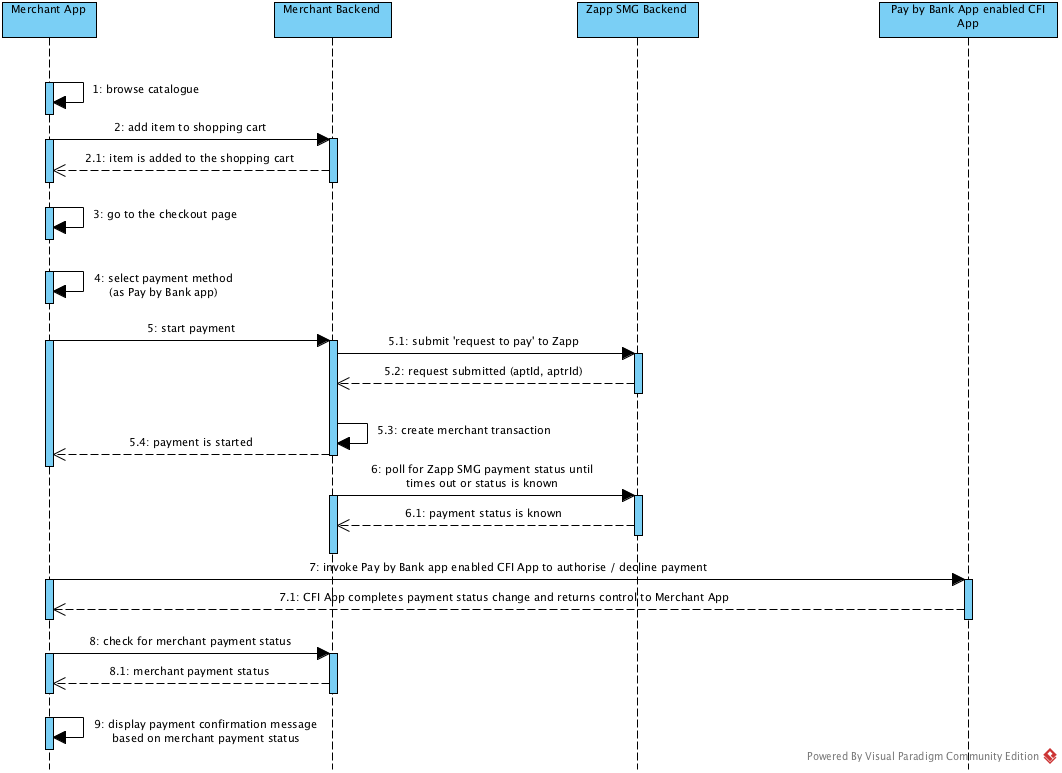 Merchant App
Merchant Backend
Zapp SMG Backend
Pay by Bank App enabled CFI
App
1: browse catalogue
2: add item to shopping cart
2.1: item is added to the shopping cart
3: go to the checkout page
4: select payment method
(as Pay by Bank app)
5: start payment
5.1: submit 'request to pay' to Zapp
5.2: request submitted (aptId, aptrId)
5.3: create merchant transaction
5.4: payment is started
6: poll for Zapp SMG payment status until
times out or status is known
6.1: payment status is known
7: invoke Pay by Bank app enabled CFI App to authorise / decline payment
7.1: CFI App completes payment status change and returns control to Merchant App
8: check for merchant payment status
8.1: merchant payment status
9: display payment confirmation message
based on merchant payment status
Powered By Visual Paradigm Community Edition